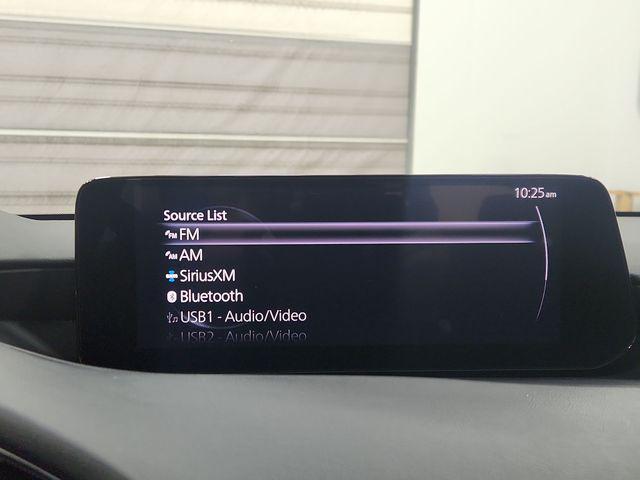 10:25am
Source List
FM
AM
SiriusXM
Bluetooth
USB1 - Audio/Video
USB2 - Audio/Video